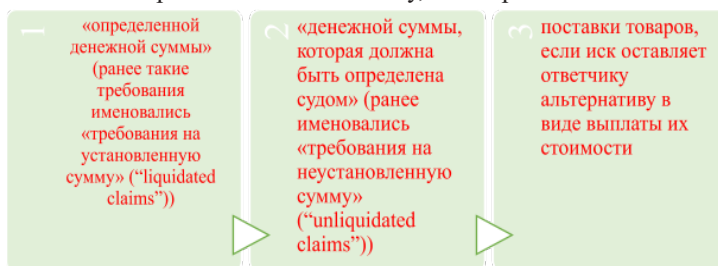 1
«определенной
денежной суммы»
(ранее такие
требования
именовались
«требования на
установленную
сумму» (“liquidated
claims”))
2
«денежной суммы,
которая должна
быть определена
судом» (ранее
именовались
«требования на
неустановленную
сумму»
(“unliquidated
claims”))
3
поставки товаров,
если иск оставляет
ответчику
альтернативу в
виде выплаты их
стоимости